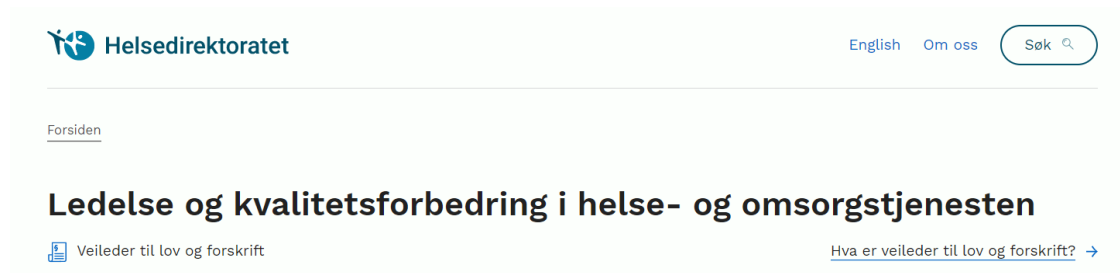 Helsedirektoratet English Om oss Søk
Forsiden
Ledelse og kvalitetsforbedring i helse- og omsorgstjenesten
Veileder til lov og forskrift Hva er veileder til lov og forskrift?